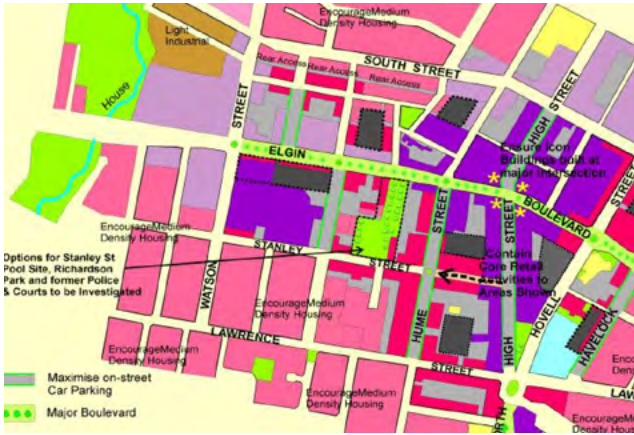 EncourageMedium
Density Housing
Light
Industrial
Rear Access
Rear Access
Rear Access
SOUTH STREET
House
STREET
HIGH
STREET
ELGIN
Ensure Icon
Buildings built at
major intersection
STREET
BOULEVARD
STREET
STREET
EncourageMedium
Density Housing
STANLEY
STREET
Options for Stanley St
Pool Site, Richardson
Park and former Police
& Courts to be Investigated
Contain
Core Retail
Activities to
Areas Shown
WATSON
EncourageMedium
Density Housing
HUME
HIGH
HOVELL
HAVELOCK
LAWRENCE
STREET
EncourageMedium
Density Housing
EncourageMedium
Density Housing
LAW
Maximise on-street
Car Parking
Major Boulevard